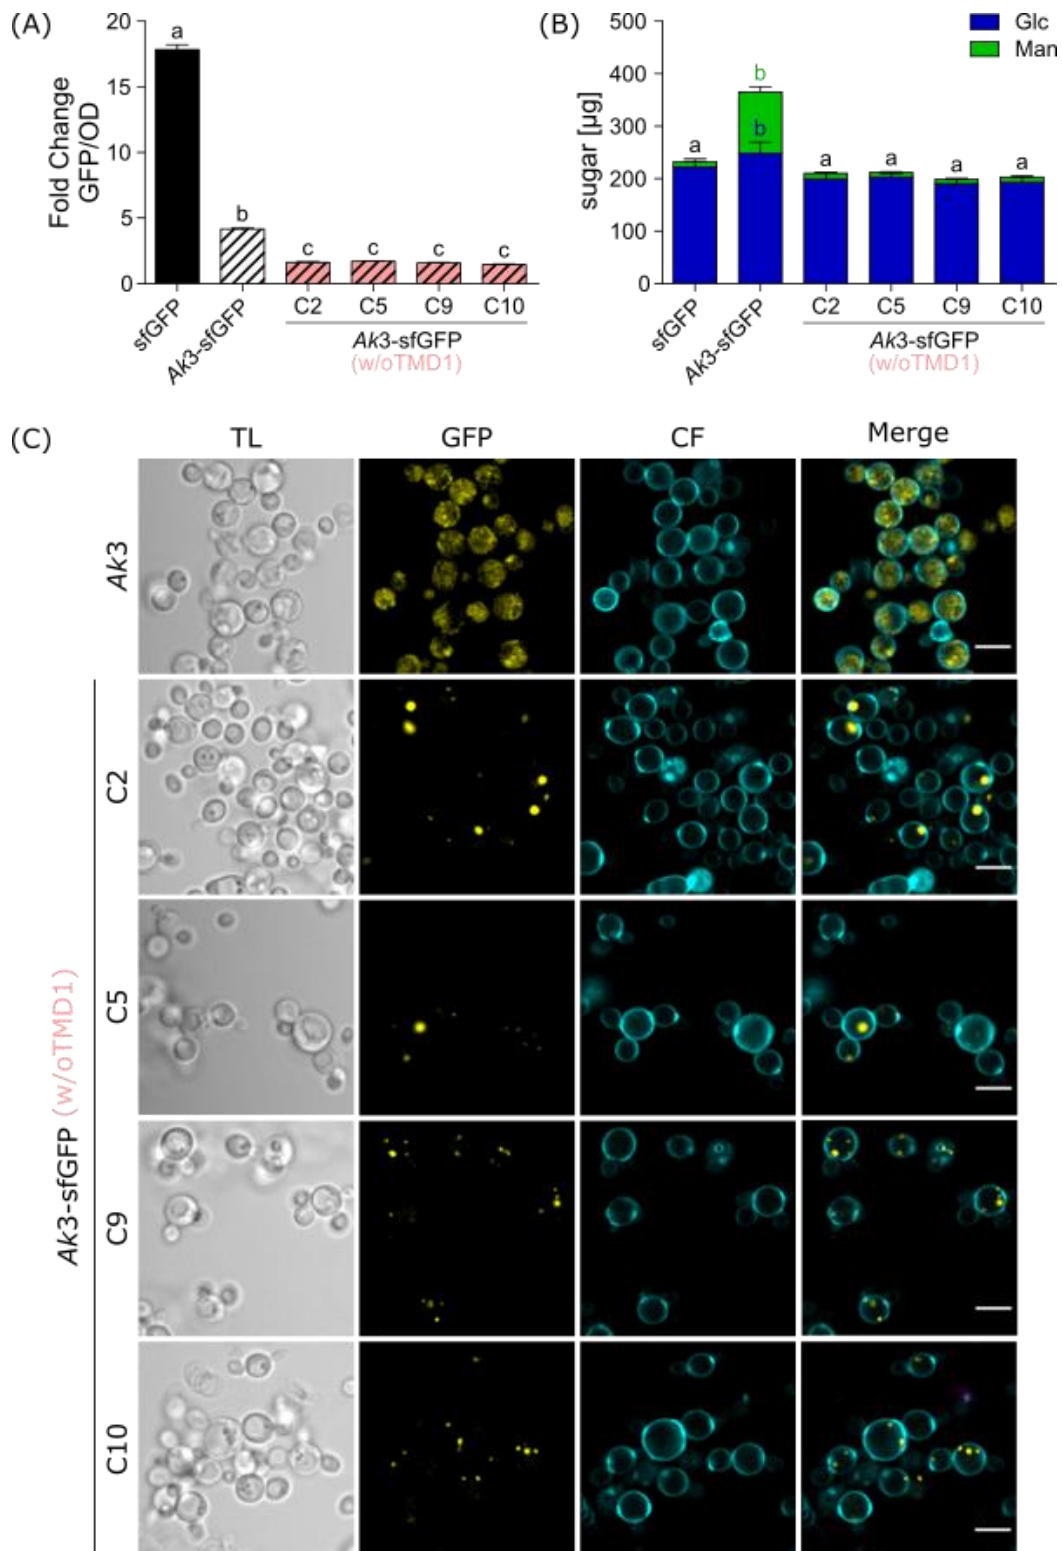 (A)
Fold Change
GFP/OD
20
15
10
5
0
a
b
c
c
c
c
sfGFP
Ak3-sfGFP
C2
C5
C9
C10
Ak3-sfGFP
(w/oTMD1)
(B)
sugar [µg]
500
400
300
200
100
0
Glc
Man
a
b
b
a
a
a
a
sfGFP
Ak3-sfGFP
C2
C5
C9
C10
Ak3-sfGFP
(w/oTMD1)
(C)
TL
GFP
CF
Merge
Ak3
Ak3-sfGFP (w/oTMD1)
C2
C5
C9
C10